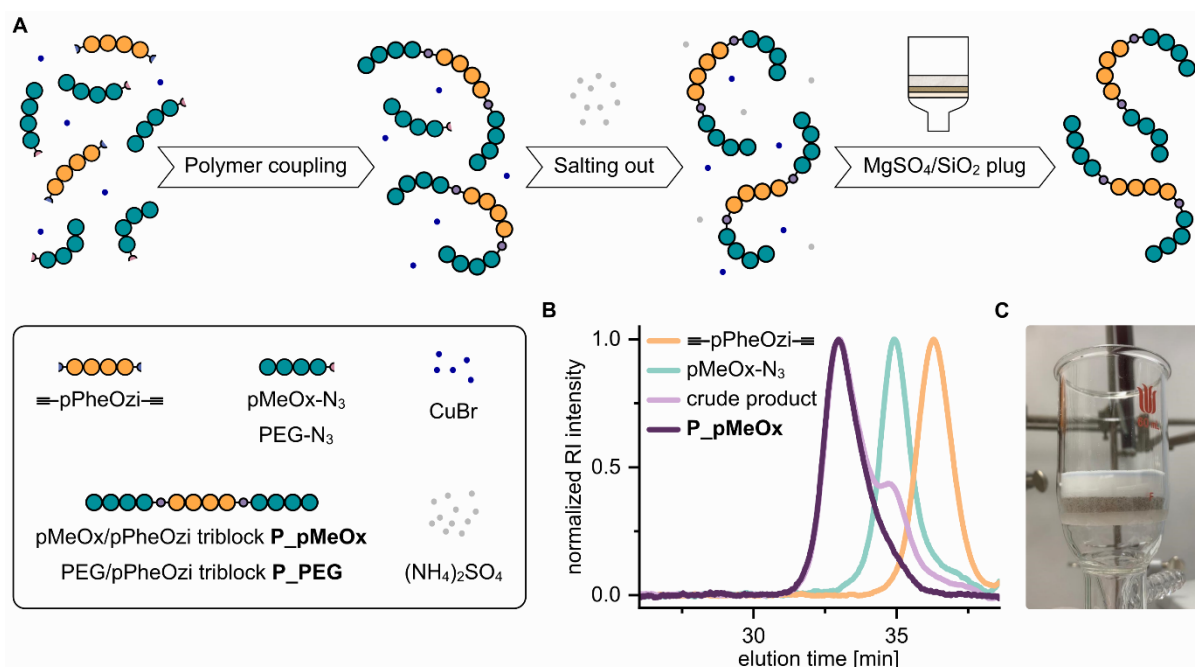 A
Polymer coupling
Salting out
MgSO₄/SiO₂ plug
≡–pPheOzi–≡
pMeOx-N₃
PEG-N₃
CuBr
pMeOx/pPheOzi triblock P_pMeOx
PEG/pPheOzi triblock P_PEG
(NH₄)₂SO₄
B
≡–pPheOzi–≡
pMeOx-N₃
crude product
P_pMeOx
normalized RI intensity
1.0
0.5
0.0
30
35
elution time [min]
C